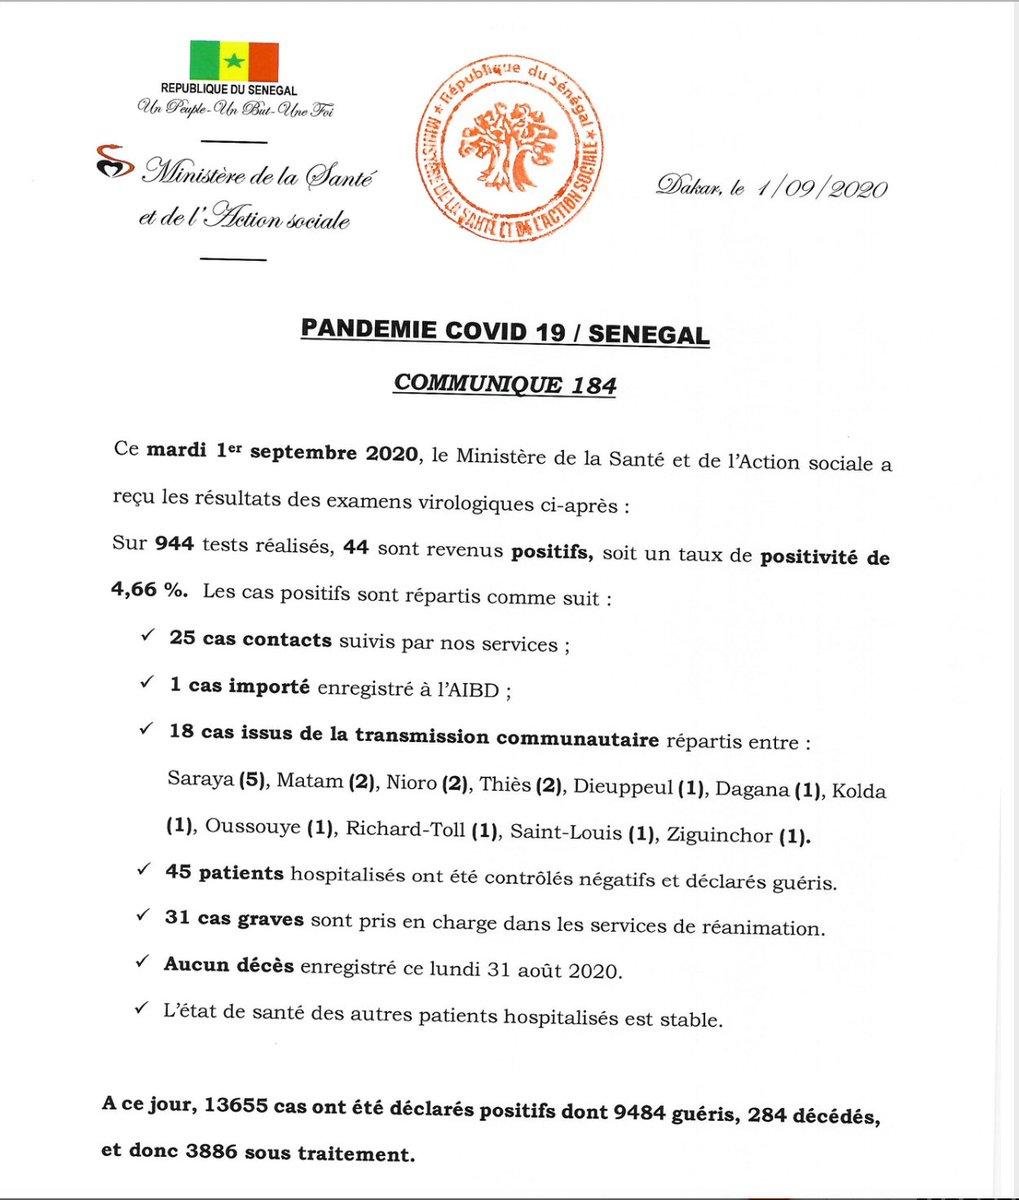 REPUBLIQUE DU SENEGAL
Un Peuple-Un But-Une Foi
Ministère de la Santé
et de l'Action sociale
★ République du Sénégal ★
MINISTERE DE LA SANTE ET DE L'ACTION SOCIALE
Dakar, le 1/09/2020
PANDEMIE COVID 19 / SENEGAL
COMMUNIQUE 184
Ce mardi 1er septembre 2020, le Ministère de la Santé et de l'Action sociale a
reçu les résultats des examens virologiques ci-après :
Sur 944 tests réalisés, 44 sont revenus positifs, soit un taux de positivité de
4,66 %. Les cas positifs sont répartis comme suit :
✓ 25 cas contacts suivis par nos services ;
✓ 1 cas importé enregistré à l'AIBD ;
✓ 18 cas issus de la transmission communautaire répartis entre :
Saraya (5), Matam (2), Nioro (2), Thiès (2), Dieuppeul (1), Dagana (1), Kolda
(1), Oussouye (1), Richard-Toll (1), Saint-Louis (1), Ziguinchor (1).
✓ 45 patients hospitalisés ont été contrôlés négatifs et déclarés guéris.
✓ 31 cas graves sont pris en charge dans les services de réanimation.
✓ Aucun décès enregistré ce lundi 31 août 2020.
✓ L'état de santé des autres patients hospitalisés est stable.
A ce jour, 13655 cas ont été déclarés positifs dont 9484 guéris, 284 décédés,
et donc 3886 sous traitement.